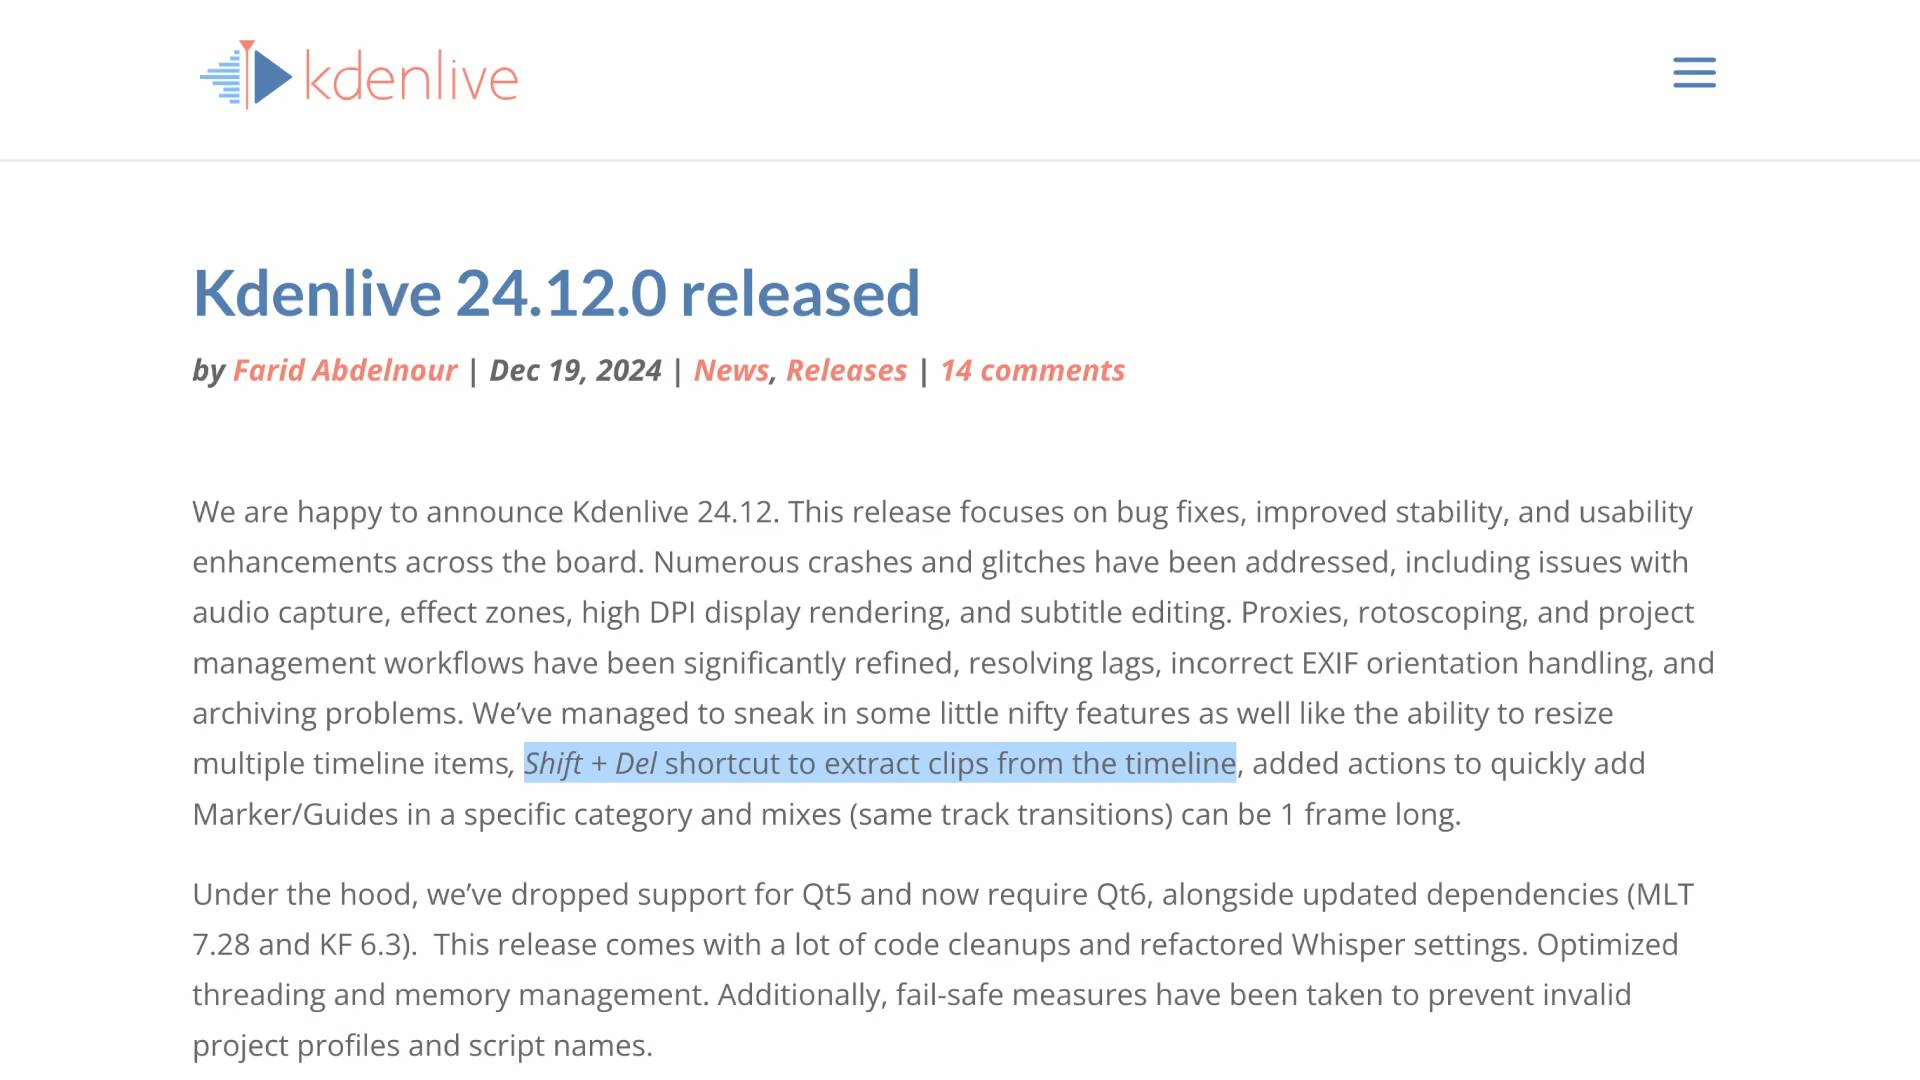 kdenlive
Kdenlive 24.12.0 released
by Farid Abdelnour | Dec 19, 2024 | News, Releases | 14 comments
We are happy to announce Kdenlive 24.12. This release focuses on bug fixes, improved stability, and usability
enhancements across the board. Numerous crashes and glitches have been addressed, including issues with
audio capture, effect zones, high DPI display rendering, and subtitle editing. Proxies, rotoscoping, and project
management workflows have been significantly refined, resolving lags, incorrect EXIF orientation handling, and
archiving problems. We’ve managed to sneak in some little nifty features as well like the ability to resize
multiple timeline items, Shift + Del shortcut to extract clips from the timeline, added actions to quickly add
Marker/Guides in a specific category and mixes (same track transitions) can be 1 frame long.
Under the hood, we’ve dropped support for Qt5 and now require Qt6, alongside updated dependencies (MLT
7.28 and KF 6.3).  This release comes with a lot of code cleanups and refactored Whisper settings. Optimized
threading and memory management. Additionally, fail-safe measures have been taken to prevent invalid
project profiles and script names.